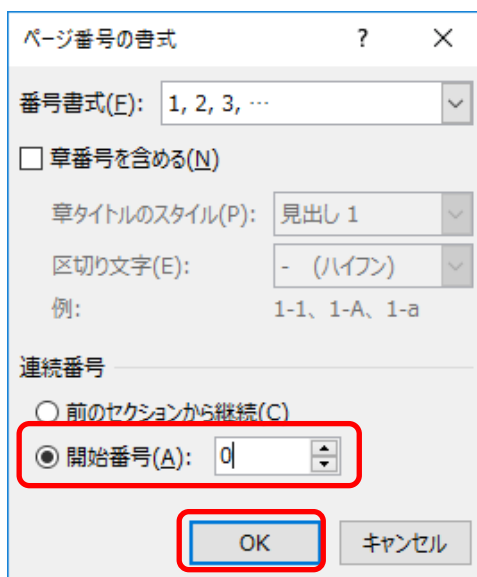 ページ番号の書式 ?
番号書式(F): 1, 2, 3, …
章番号を含める(N)
章タイトルのスタイル(P): 見出し 1
区切り文字(E): - (ハイフン)
例: 1-1、1-A、1-a
連続番号
前のセクションから継続(C)
開始番号(A): 0
OK キャンセル